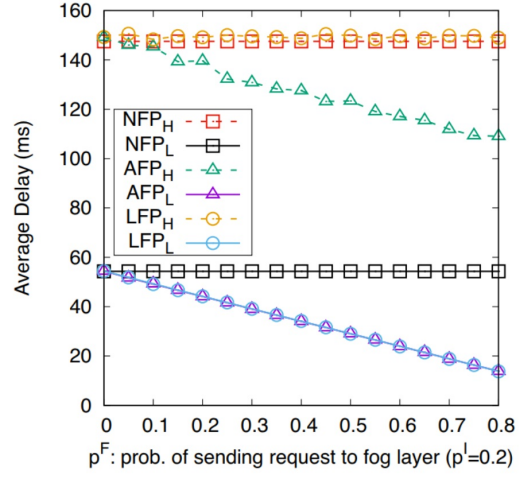 160
140
120
100
80
60
40
20
0
Average Delay (ms)
NFP_H
NFP_L
AFP_H
AFP_L
LFP_H
LFP_L
0 0.1 0.2 0.3 0.4 0.5 0.6 0.7 0.8
p^F: prob. of sending request to fog layer (p^I=0.2)